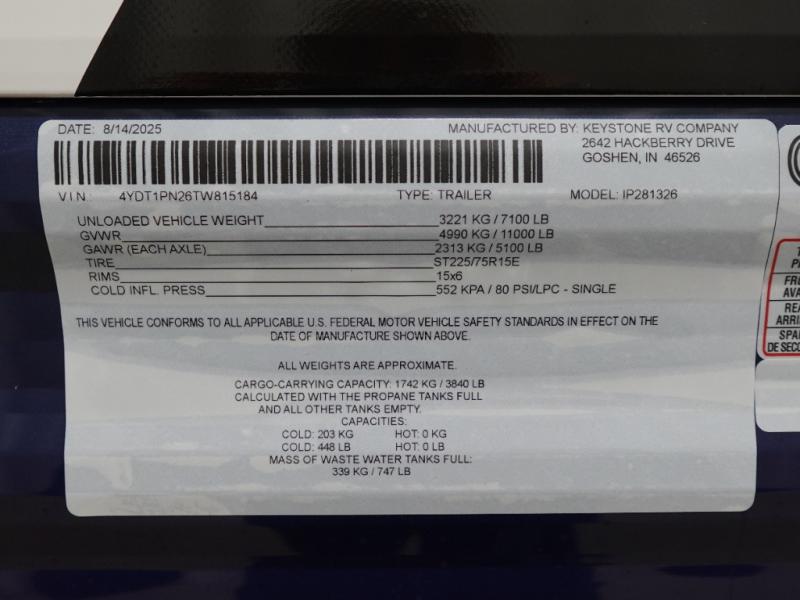 DATE: 8/14/2025
MANUFACTURED BY: KEYSTONE RV COMPANY
2642 HACKBERRY DRIVE
GOSHEN, IN 46526
VIN 4YDT1PN26TW815184 TYPE: TRAILER MODEL: IP281326
UNLOADED VEHICLE WEIGHT 3221 KG / 7100 LB
GVWR 4990 KG / 11000 LB
GAWR (EACH AXLE) 2313 KG / 5100 LB
TIRE ST225/75R15E
RIMS 15x6
COLD INFL. PRESS 552 KPA / 80 PSI/LPC - SINGLE
THIS VEHICLE CONFORMS TO ALL APPLICABLE U.S. FEDERAL MOTOR VEHICLE SAFETY STANDARDS IN EFFECT ON THE
DATE OF MANUFACTURE SHOWN ABOVE.
ALL WEIGHTS ARE APPROXIMATE.
CARGO-CARRYING CAPACITY: 1742 KG / 3840 LB
CALCULATED WITH THE PROPANE TANKS FULL
AND ALL OTHER TANKS EMPTY.
CAPACITIES:
COLD: 203 KG HOT: 0 KG
COLD: 448 LB HOT: 0 LB
MASS OF WASTE WATER TANKS FULL:
339 KG / 747 LB